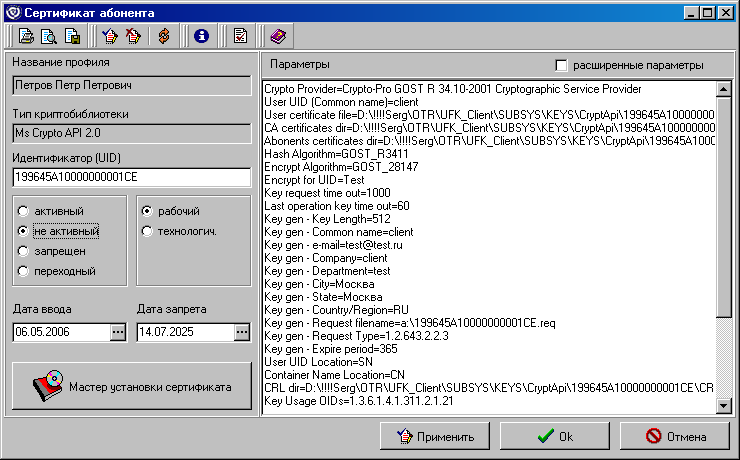 Сертификат абонента
Название профиля
Петров Петр Петрович
Тип криптобиблиотеки
Ms Crypto API 2.0
Идентификатор (UID)
199645A10000000001CE
активный
не активный
запрещен
переходный
рабочий
технологич.
Дата ввода
Дата запрета
06.05.2006
14.07.2025
Мастер установки сертификата
Параметры
расширенные параметры
Crypto Provider=Crypto-Pro GOST R 34.10-2001 Cryptographic Service Provider
User UID (Common name)=client
User certificate file=D:\!!!!Serg\OTR\UFK_Client\SUBSYS\KEYS\CryptApi\199645A10000000
CA certificates dir=D:\!!!!Serg\OTR\UFK_Client\SUBSYS\KEYS\CryptApi\199645A100000000
Abonents certificates dir=D:\!!!!Serg\OTR\UFK_Client\SUBSYS\KEYS\CryptApi\199645A1000
Hash Algorithm=GOST_R3411
Encrypt Algorithm=GOST_28147
Encrypt for UID=Test
Key request time out=1000
Last operation key time out=60
Key gen - Key Length=512
Key gen - Common name=client
Key gen - e-mail=test@test.ru
Key gen - Company=client
Key gen - Department=test
Key gen - City=Москва
Key gen - State=Москва
Key gen - Country/Region=RU
Key gen - Request filename=a:\199645A10000000001CE.req
Key gen - Request Type=1.2.643.2.2.3
Key gen - Expire period=365
User UID Location=SN
Container Name Location=CN
CRL dir=D:\!!!!Serg\OTR\UFK_Client\SUBSYS\KEYS\CryptApi\199645A10000000001CE\CR
Key Usage OIDs=1.3.6.1.4.1.311.2.1.21
Применить
Ok
Отмена